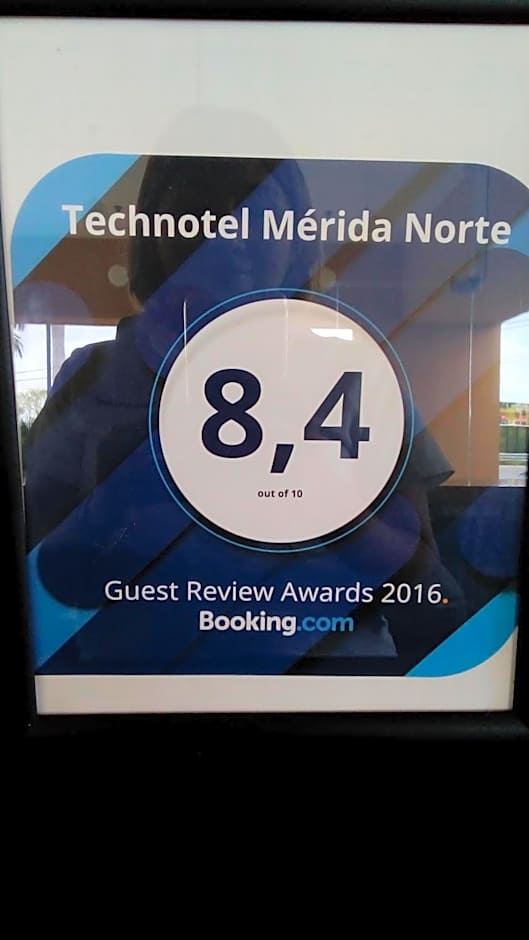 Technotel Mérida Norte
8,4
out of 10
Guest Review Awards 2016.
Booking.com